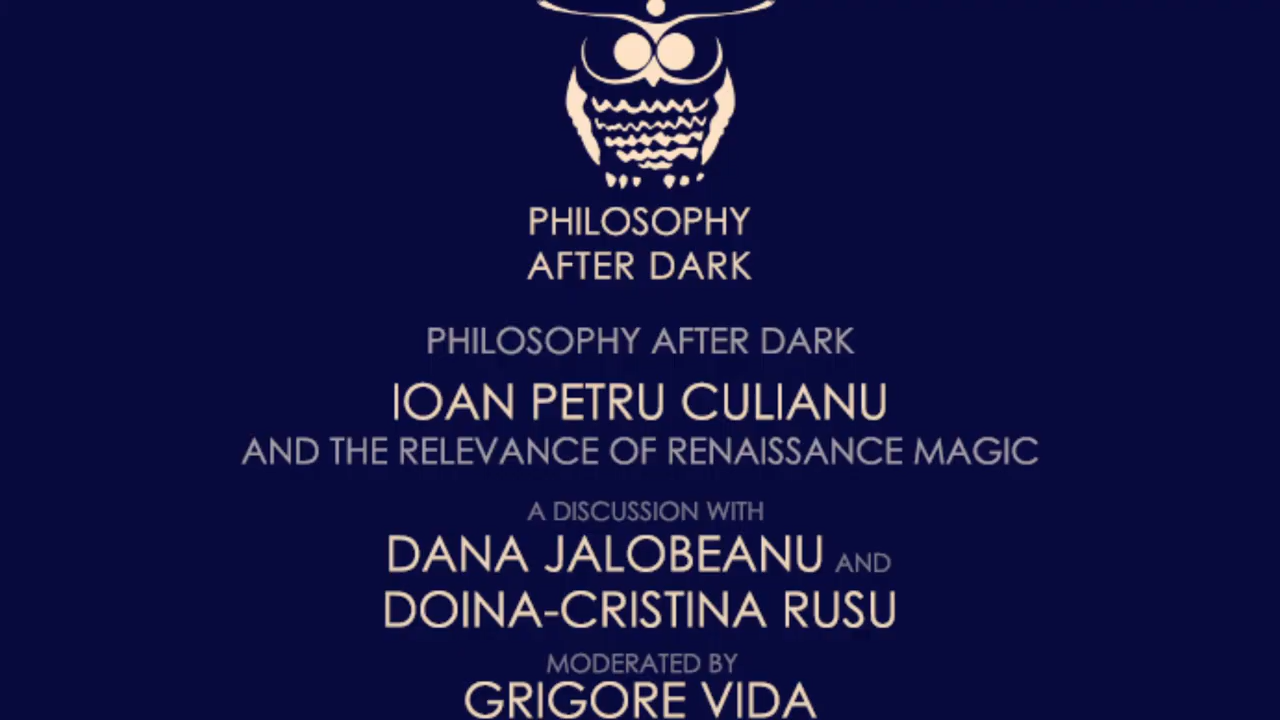 PHILOSOPHY
AFTER DARK
PHILOSOPHY AFTER DARK
IOAN PETRU CULIANU
AND THE RELEVANCE OF RENAISSANCE MAGIC
A DISCUSSION WITH
DANA JALOBEANU AND
DOINA-CRISTINA RUSU
MODERATED BY
GRIGORE VIDA